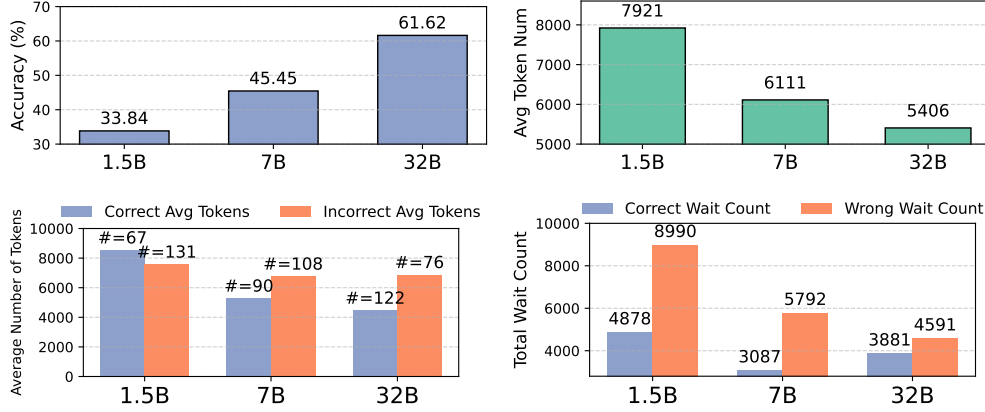 Accuracy (%)
70
60
50
40
30
33.84
45.45
61.62
1.5B
7B
32B
Avg Token Num
8000
7000
6000
5000
7921
6111
5406
1.5B
7B
32B
Correct Avg Tokens
Incorrect Avg Tokens
Average Number of Tokens
10000
8000
6000
4000
2000
0
#=67
#=131
#=90
#=108
#=122
#=76
1.5B
7B
32B
Correct Wait Count
Wrong Wait Count
Total Wait Count
10000
8000
6000
4000
4878
8990
3087
5792
3881
4591
1.5B
7B
32B